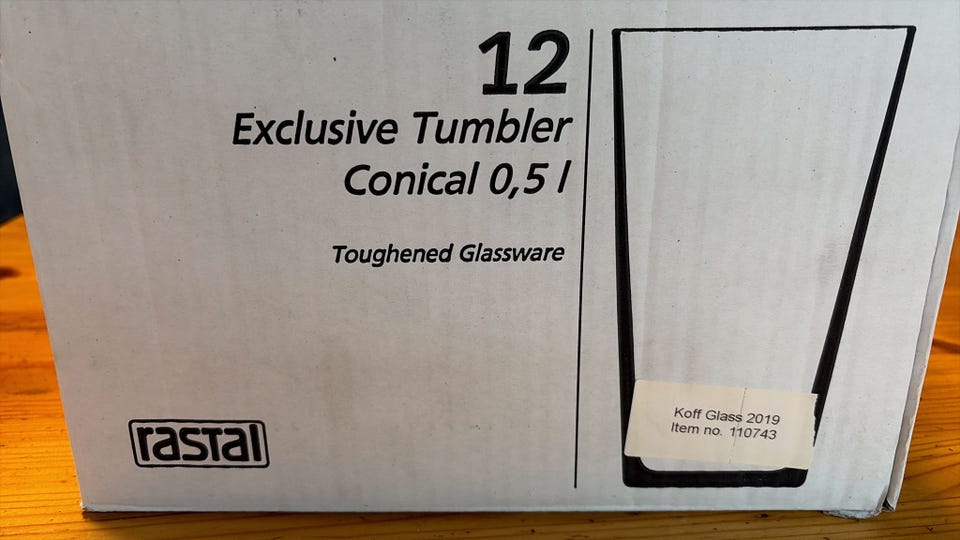 12
Exclusive Tumbler
Conical 0,5 l
Toughened Glassware
rastal
Koff Glass 2019
Item no. 110743